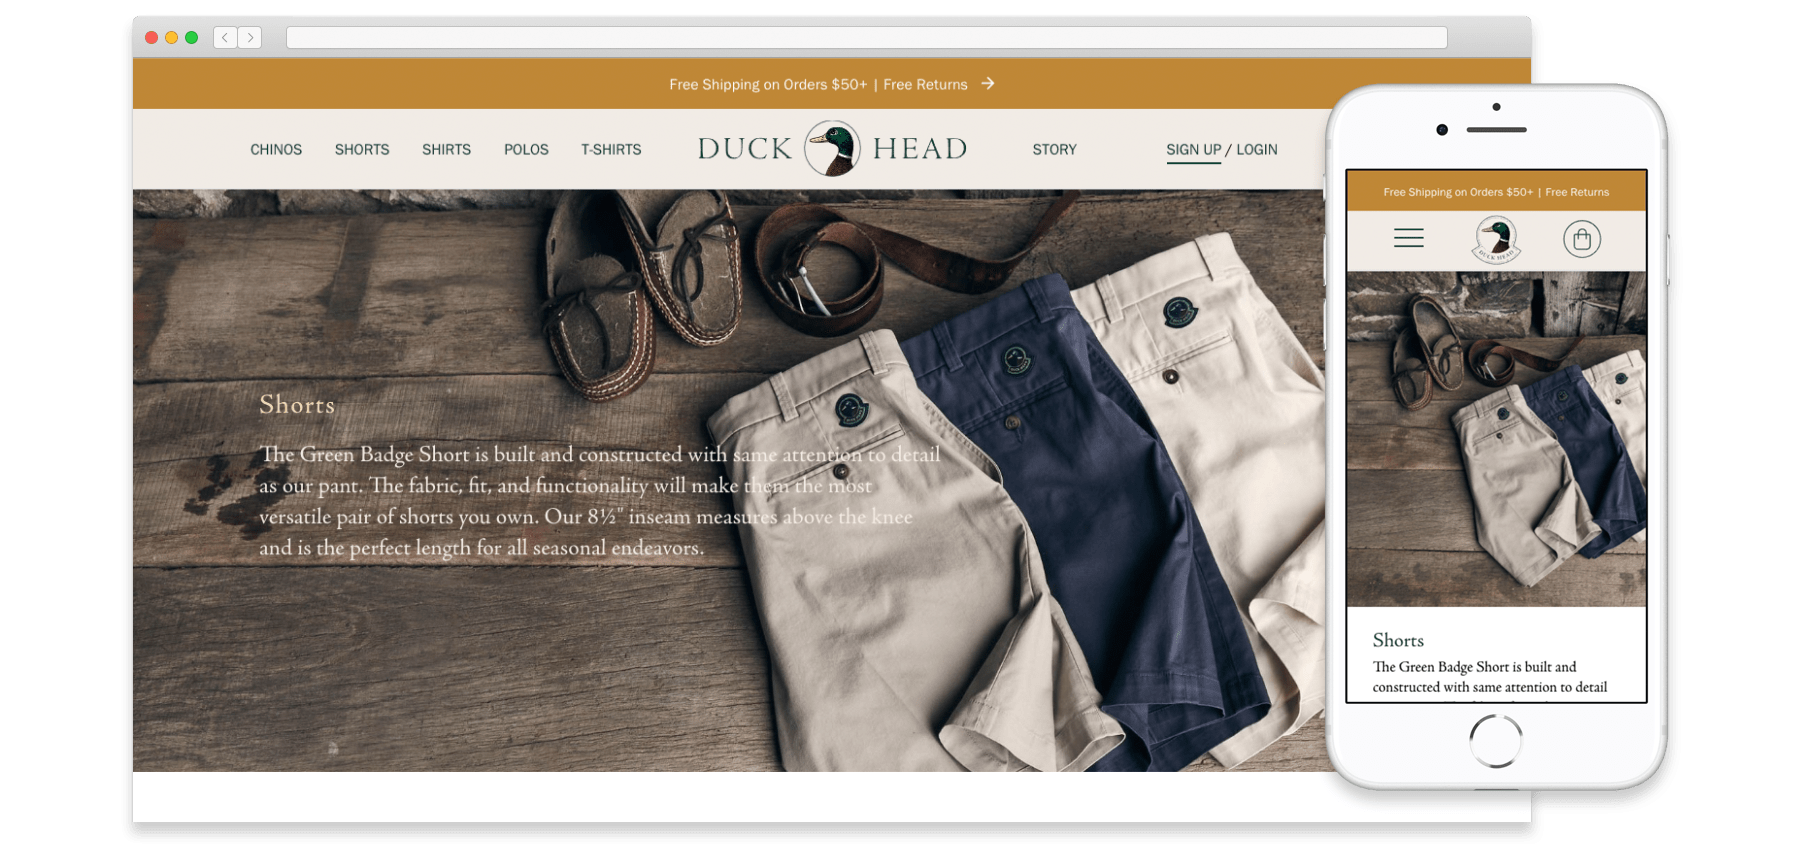 Free Shipping on Orders $50+ | Free Returns →
CHINOS SHORTS SHIRTS POLOS T-SHIRTS DUCK HEAD STORY SIGN UP / LOGIN
Shorts
The Green Badge Short is built and constructed with same attention to detail
as our pant. The fabric, fit, and functionality will make them the most
versatile pair of shorts you own. Our 8½" inseam measures above the knee
and is the perfect length for all seasonal endeavors.
Free Shipping on Orders $50+ | Free Returns
DUCK HEAD
Shorts
The Green Badge Short is built and
constructed with same attention to detail